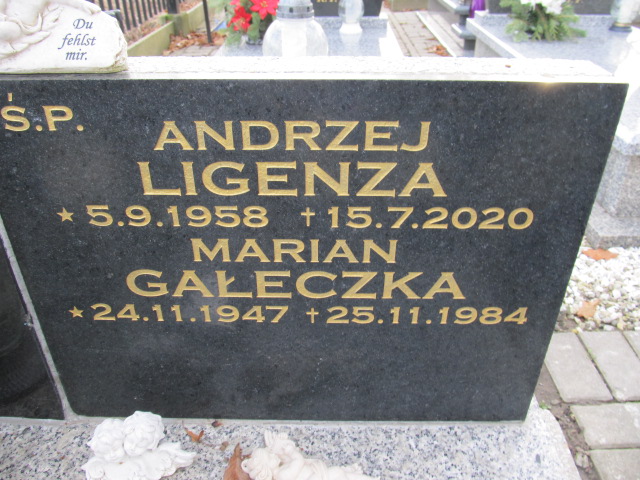 Du
fehlst
mir.
Ś.P.
ANDRZEJ
LIGENZA
★ 5.9.1958 † 15.7.2020
MARIAN
GAŁECZKA
★ 24.11.1947 † 25.11.1984